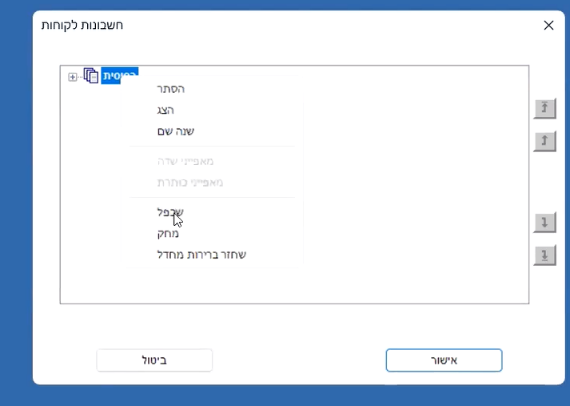 חשבונות לקוחות
הסתר
הצג
שנה שם
מאפייני שדה
מאפייני כותרת
שכפל
מחק
שחזר ברירות מחדל
אישור
ביטול